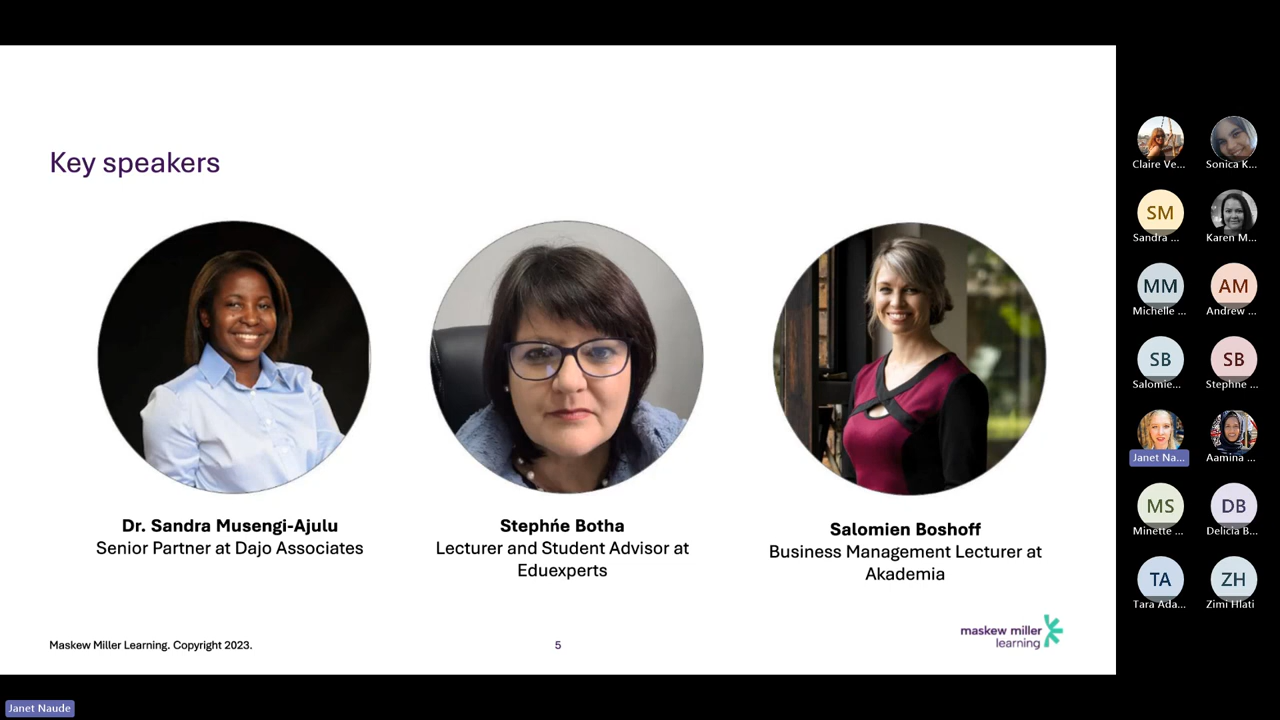 Key speakers
Dr. Sandra Musengi-Ajulu
Senior Partner at Dajo Associates
Stephńe Botha
Lecturer and Student Advisor at
Eduexperts
Salomien Boshoff
Business Management Lecturer at
Akademia
Maskew Miller Learning. Copyright 2023.
5
maskew miller
learning
Claire Ve...
Sonica K...
SM
Sandra ...
Karen M...
MM
Michelle ...
AM
Andrew ...
SB
Salomie...
SB
Stephne ...
Janet Na...
Aamina ...
MS
Minette ...
DB
Delicia B...
TA
Tara Ada...
ZH
Zimi Hlati
Janet Naude